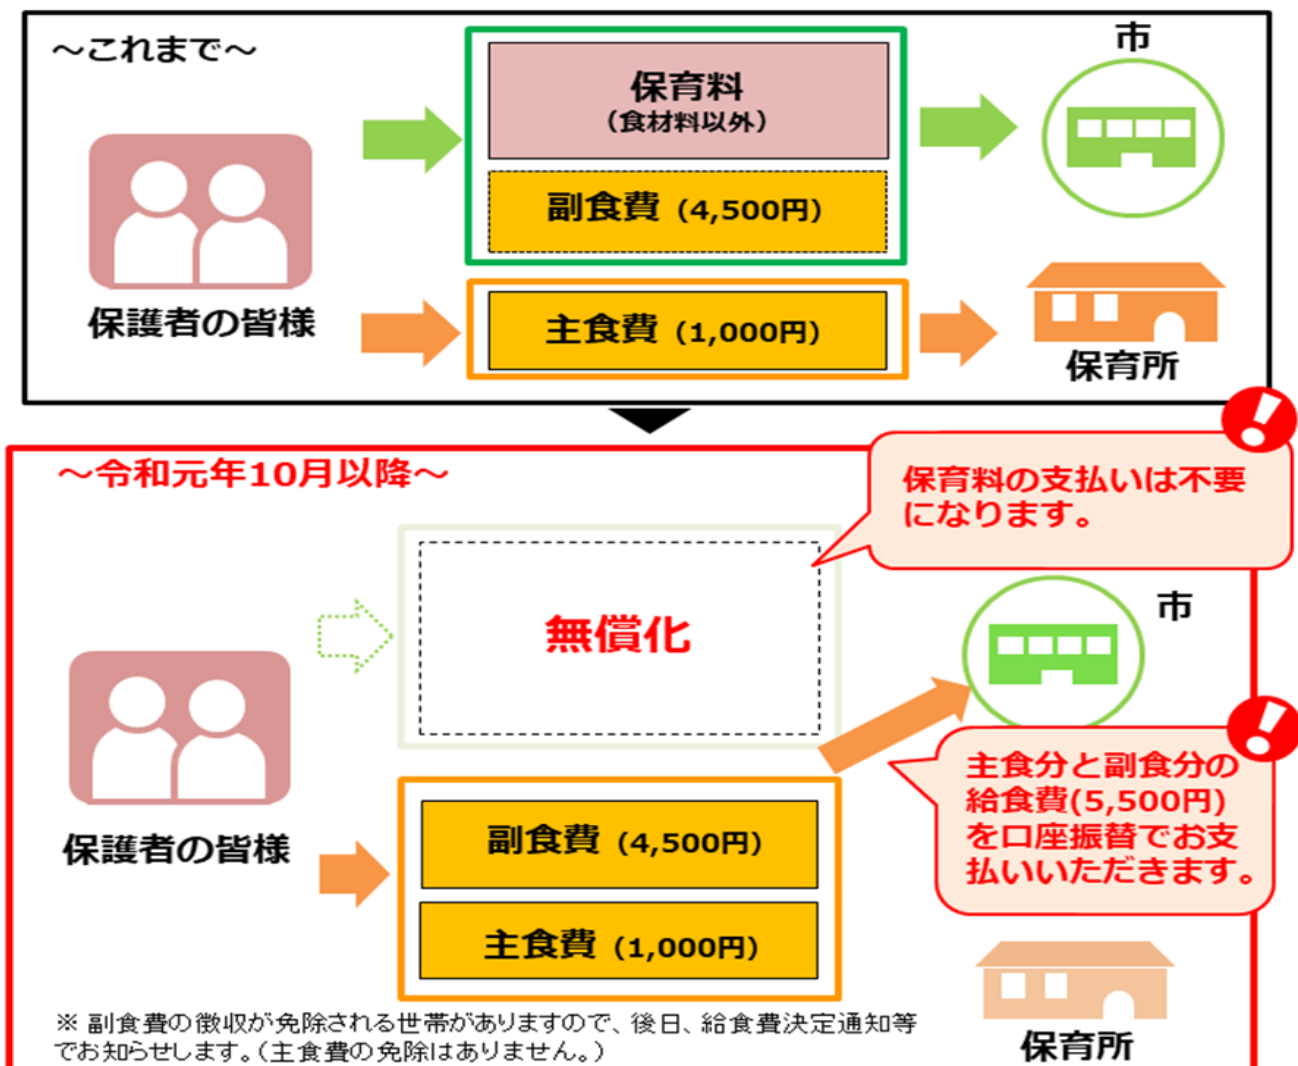 ～これまで～
保育料
（食材料以外）
市
副食費（4,500円）
保護者の皆様
主食費（1,000円）
保育所
～令和元年10月以降～
保育料の支払いは不要
になります。
無償化
市
主食分と副食分の
給食費(5,500円)
を口座振替でお支
払いいただきます。
保護者の皆様
副食費（4,500円）
主食費（1,000円）
※ 副食費の徴収が免除される世帯がありますので、後日、給食費決定通知等
でお知らせします。（主食費の免除はありません。）
保育所